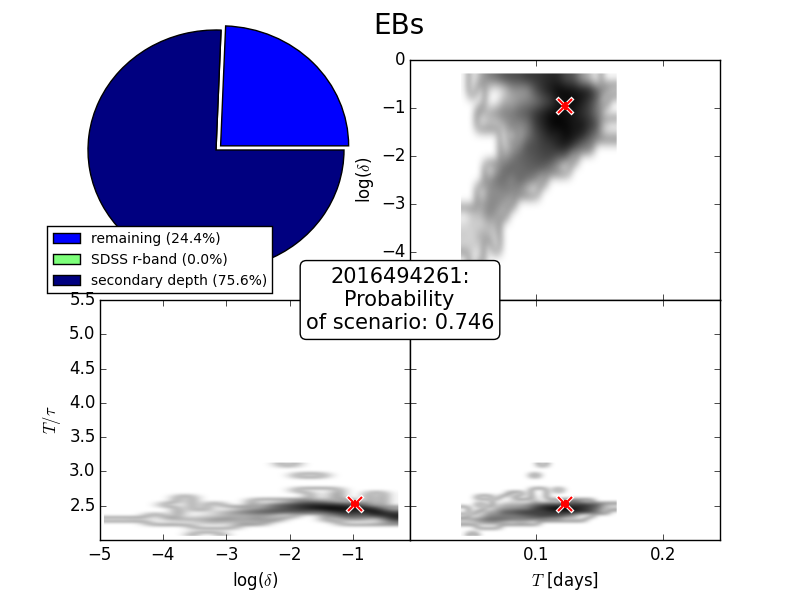 EBs
remaining (24.4%)
SDSS r-band (0.0%)
secondary depth (75.6%)
0
−1
−2
−3
−4
log(δ)
2016494261:
Probability
of scenario: 0.746
5.5
5.0
4.5
4.0
3.5
3.0
2.5
T/τ
−5 −4 −3 −2 −1
log(δ)
0.1 0.2
T [days]